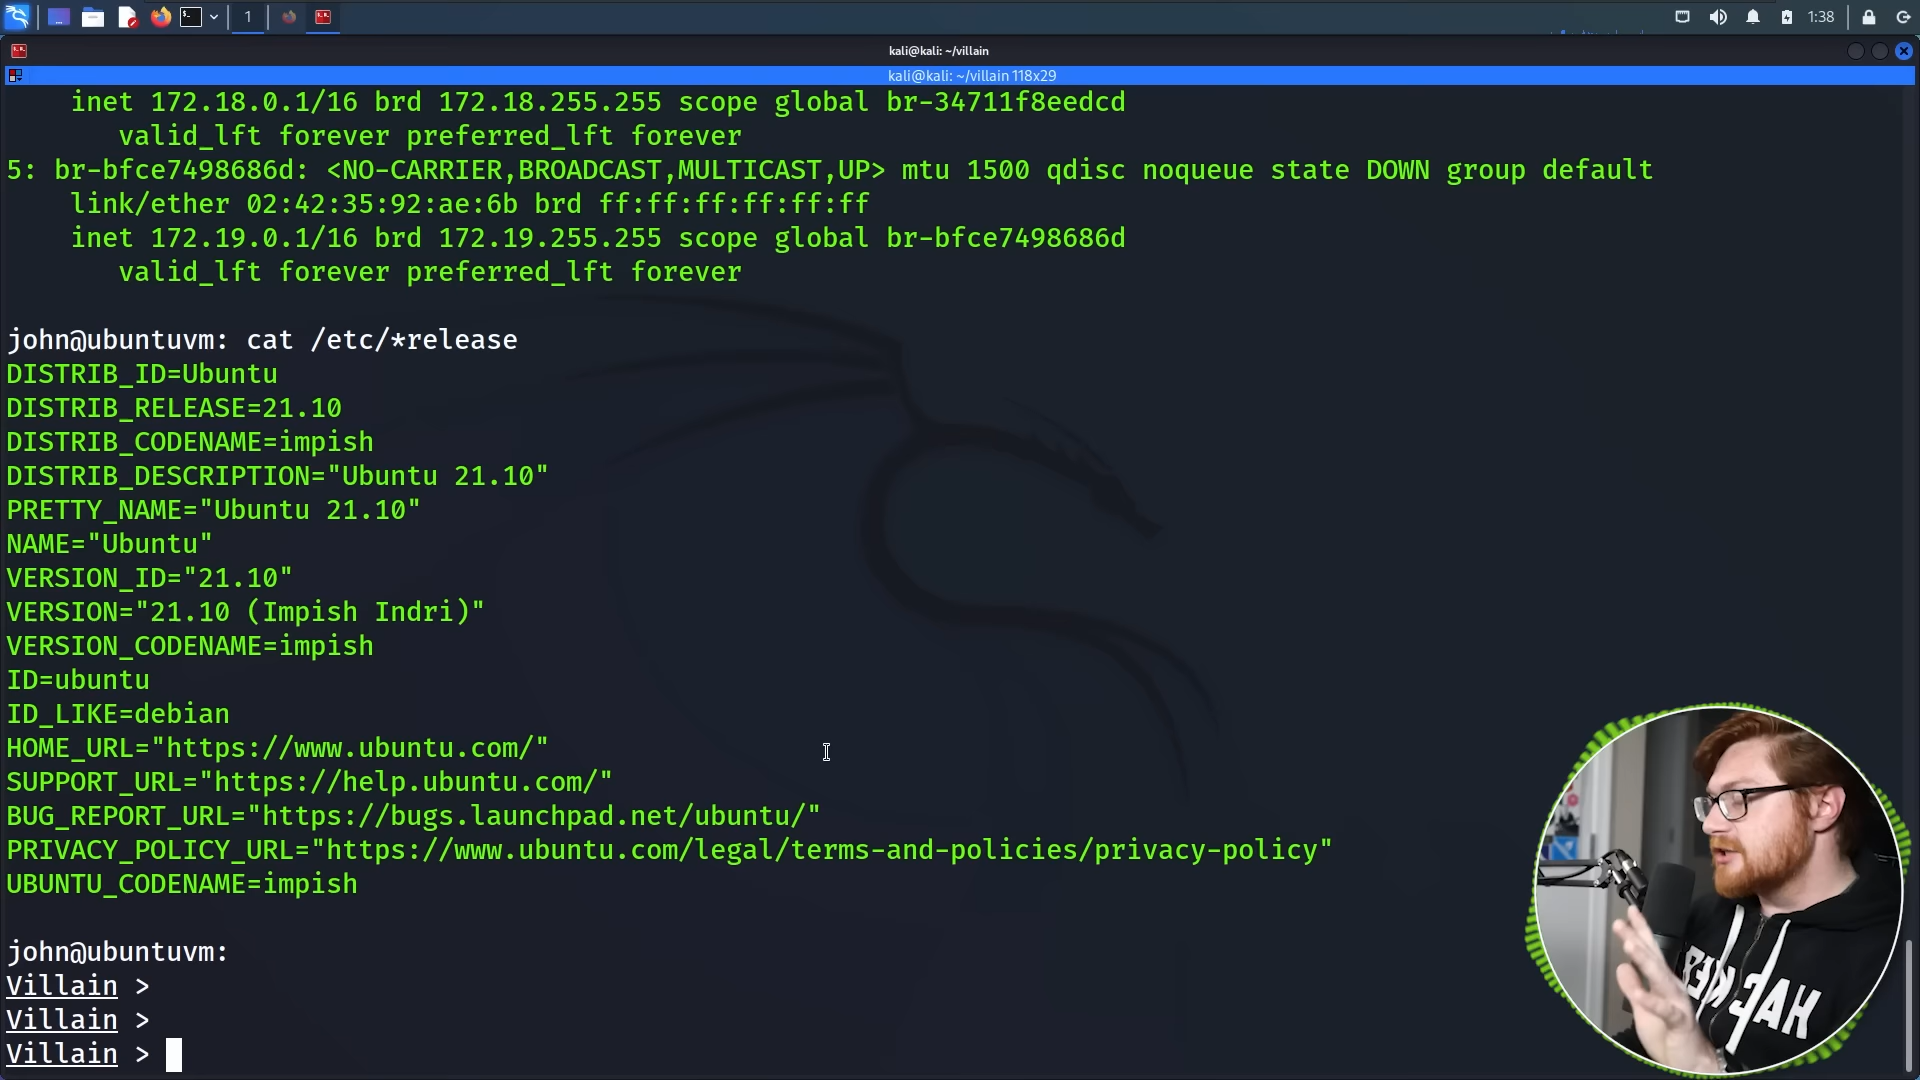 1
1:38
kali@kali: ~/villain
kali@kali: ~/villain 118x29
inet 172.18.0.1/16 brd 172.18.255.255 scope global br-34711f8eedcd
valid_lft forever preferred_lft forever
5: br-bfce7498686d: <NO-CARRIER,BROADCAST,MULTICAST,UP> mtu 1500 qdisc noqueue state DOWN group default
link/ether 02:42:35:92:ae:6b brd ff:ff:ff:ff:ff:ff
inet 172.19.0.1/16 brd 172.19.255.255 scope global br-bfce7498686d
valid_lft forever preferred_lft forever
john@ubuntuvm: cat /etc/*release
DISTRIB_ID=Ubuntu
DISTRIB_RELEASE=21.10
DISTRIB_CODENAME=impish
DISTRIB_DESCRIPTION="Ubuntu 21.10"
PRETTY_NAME="Ubuntu 21.10"
NAME="Ubuntu"
VERSION_ID="21.10"
VERSION="21.10 (Impish Indri)"
VERSION_CODENAME=impish
ID=ubuntu
ID_LIKE=debian
HOME_URL="https://www.ubuntu.com/"
SUPPORT_URL="https://help.ubuntu.com/"
BUG_REPORT_URL="https://bugs.launchpad.net/ubuntu/"
PRIVACY_POLICY_URL="https://www.ubuntu.com/legal/terms-and-policies/privacy-policy"
UBUNTU_CODENAME=impish
john@ubuntuvm:
Villain >
Villain >
Villain >